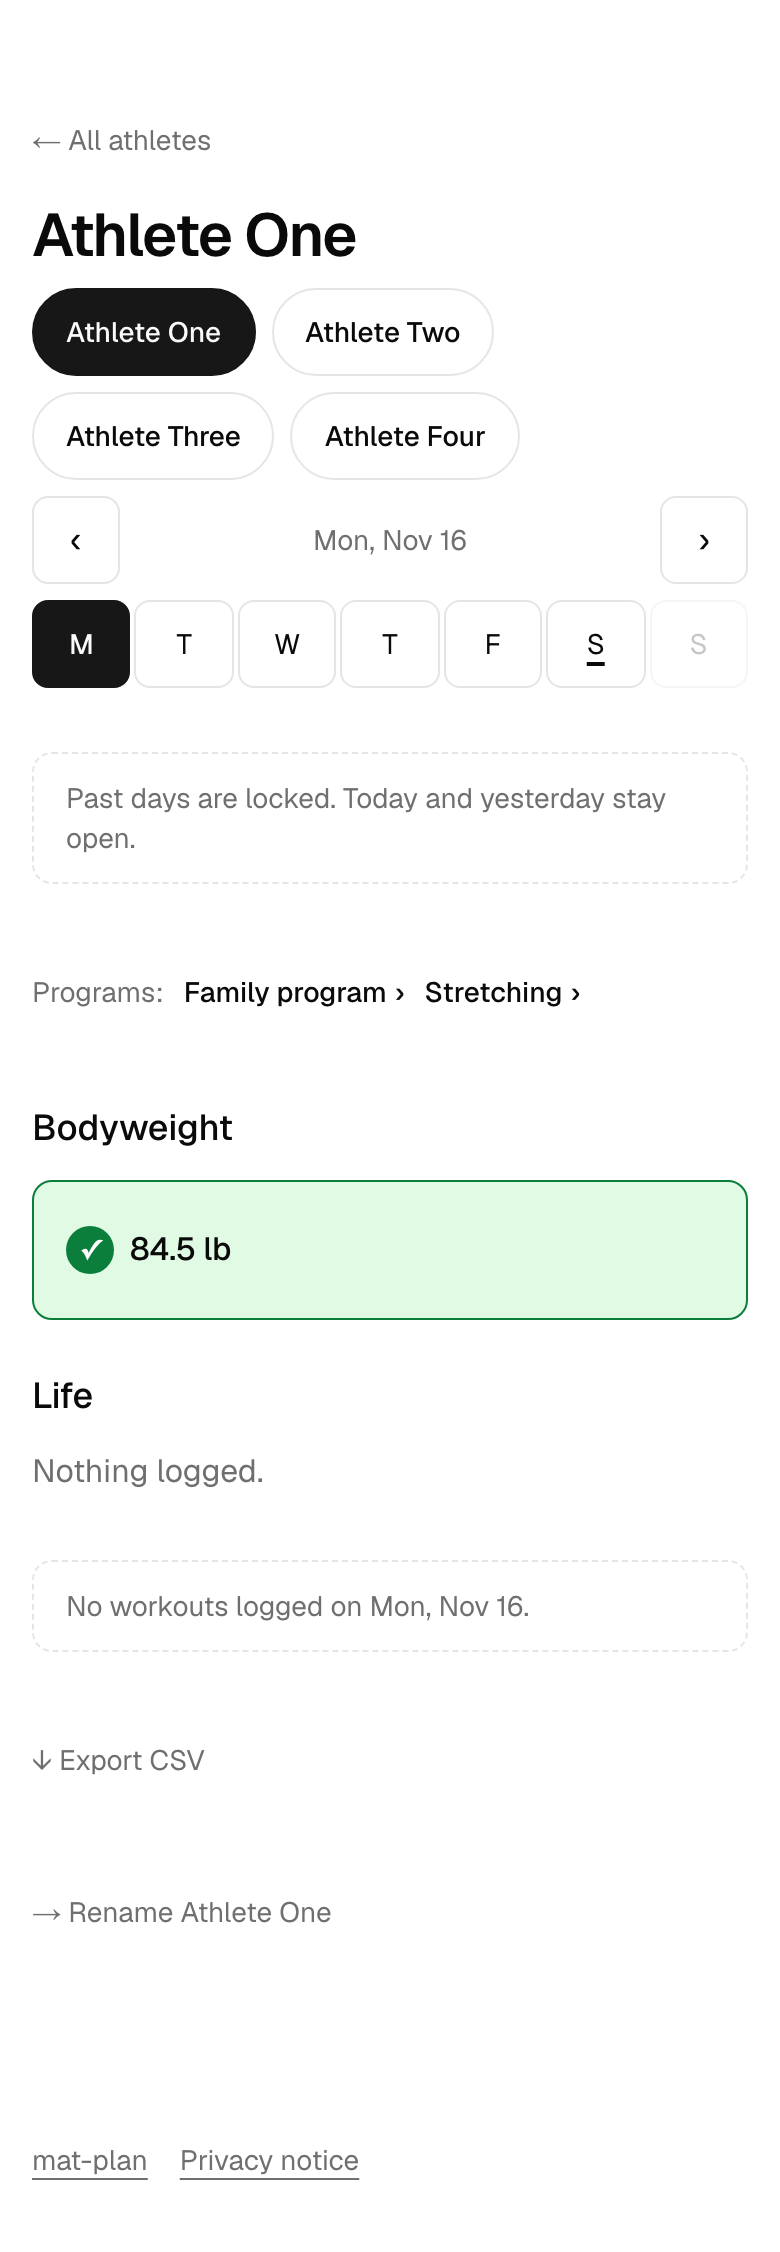 ← All athletes
Athlete One
Athlete One Athlete Two
Athlete Three Athlete Four
‹ Mon, Nov 16 ›
M T W T F S S
Past days are locked. Today and yesterday stay
open.
Programs: Family program › Stretching ›
Bodyweight
✓ 84.5 lb
Life
Nothing logged.
No workouts logged on Mon, Nov 16.
↓ Export CSV
→ Rename Athlete One
mat-plan Privacy notice